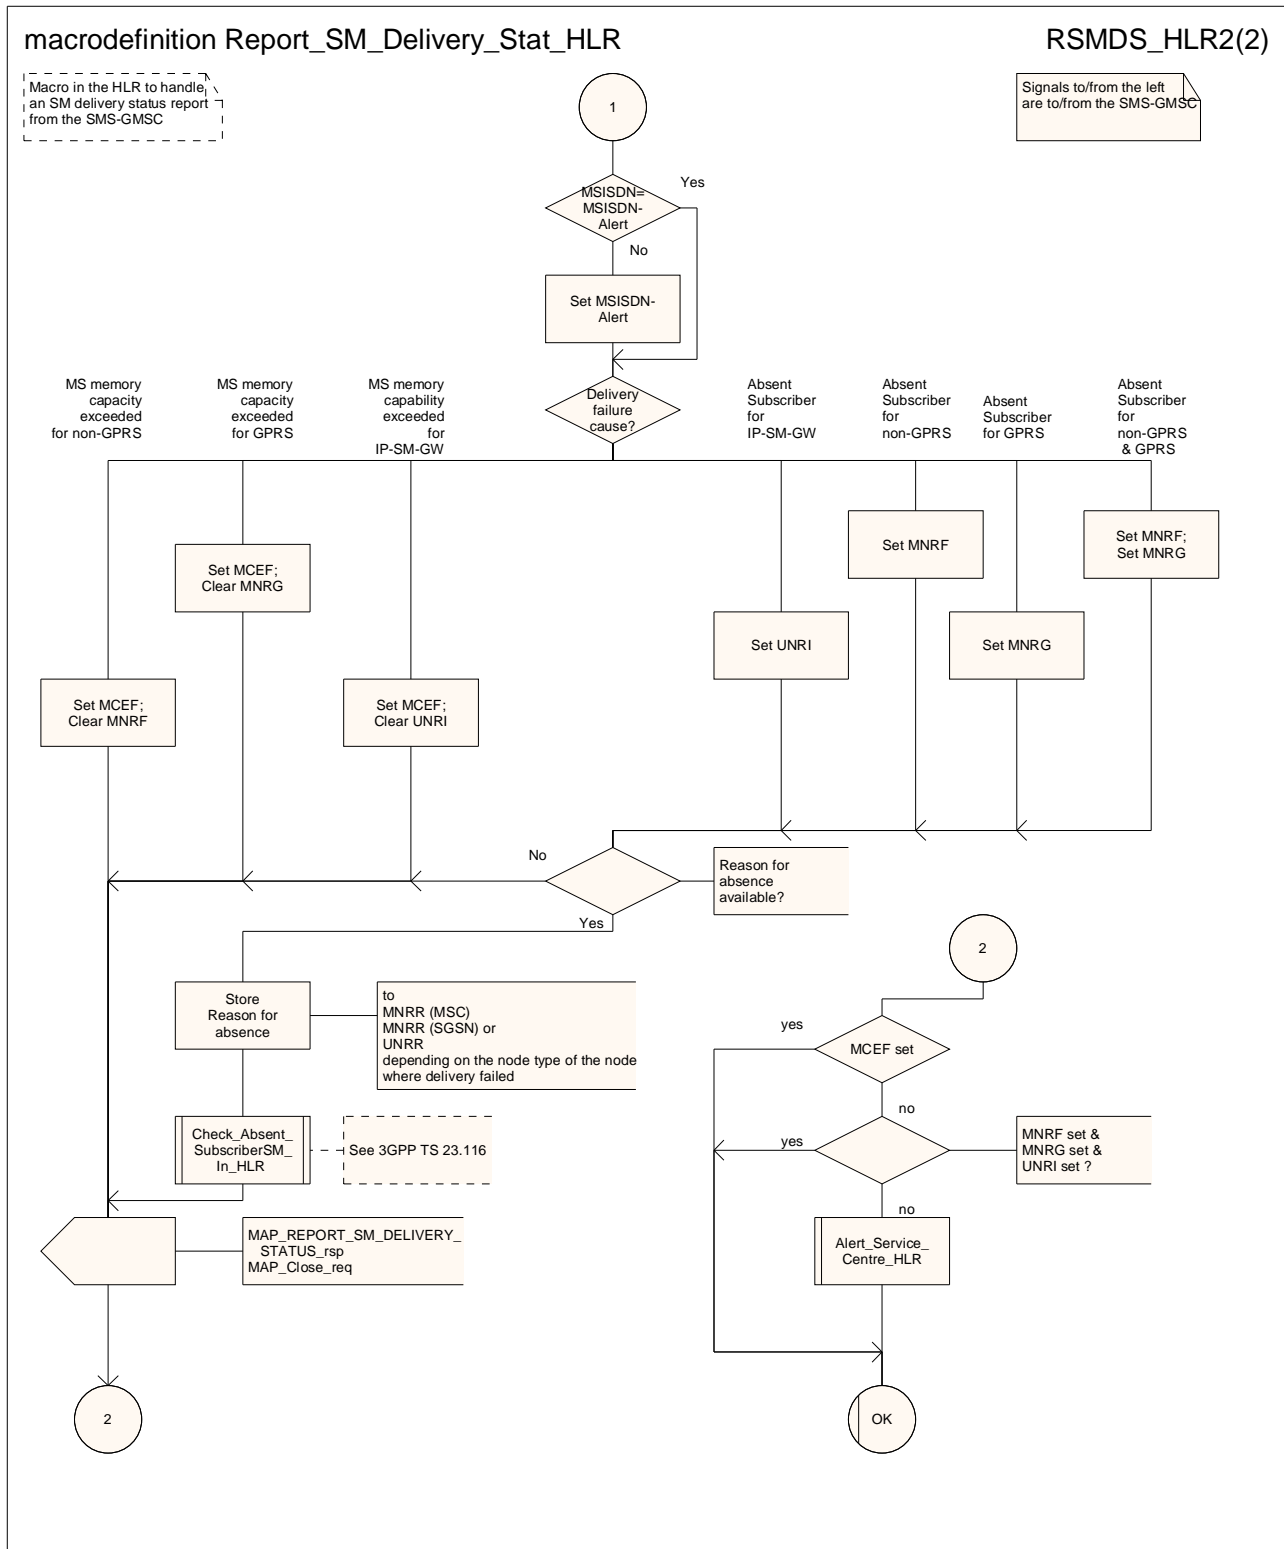 macrodefinition Report_SM_Delivery_Stat_HLR
RSMDS_HLR2(2)
Macro in the HLR to handle
an SM delivery status report
from the SMS-GMSC
1
Signals to/from the left
are to/from the SMS-GMSC
MSISDN=
MSISDN-
Alert
Yes
No
Set MSISDN-
Alert
MS memory
capacity
exceeded
for non-GPRS
MS memory
capacity
exceeded
for GPRS
MS memory
capability
exceeded
for
IP-SM-GW
Delivery
failure
cause?
Absent
Subscriber
for
IP-SM-GW
Absent
Subscriber
for
non-GPRS
Absent
Subscriber
for GPRS
Absent
Subscriber
for
non-GPRS
& GPRS
Set MNRF
Set MNRF;
Set MNRG
Set MCEF;
Clear MNRG
Set UNRI
Set MNRG
Set MCEF;
Clear MNRF
Set MCEF;
Clear UNRI
No
Reason for
absence
available?
Yes
2
Store
Reason for
absence
to
MNRR (MSC)
MNRR (SGSN) or
UNRR
depending on the node type of the node
where delivery failed
yes
MCEF set
no
Check_Absent_
SubscriberSM_
In_HLR
See 3GPP TS 23.116
yes
MNRF set &
MNRG set &
UNRI set ?
no
MAP_REPORT_SM_DELIVERY_
STATUS_rsp
MAP_Close_req
Alert_Service_
Centre_HLR
2
OK